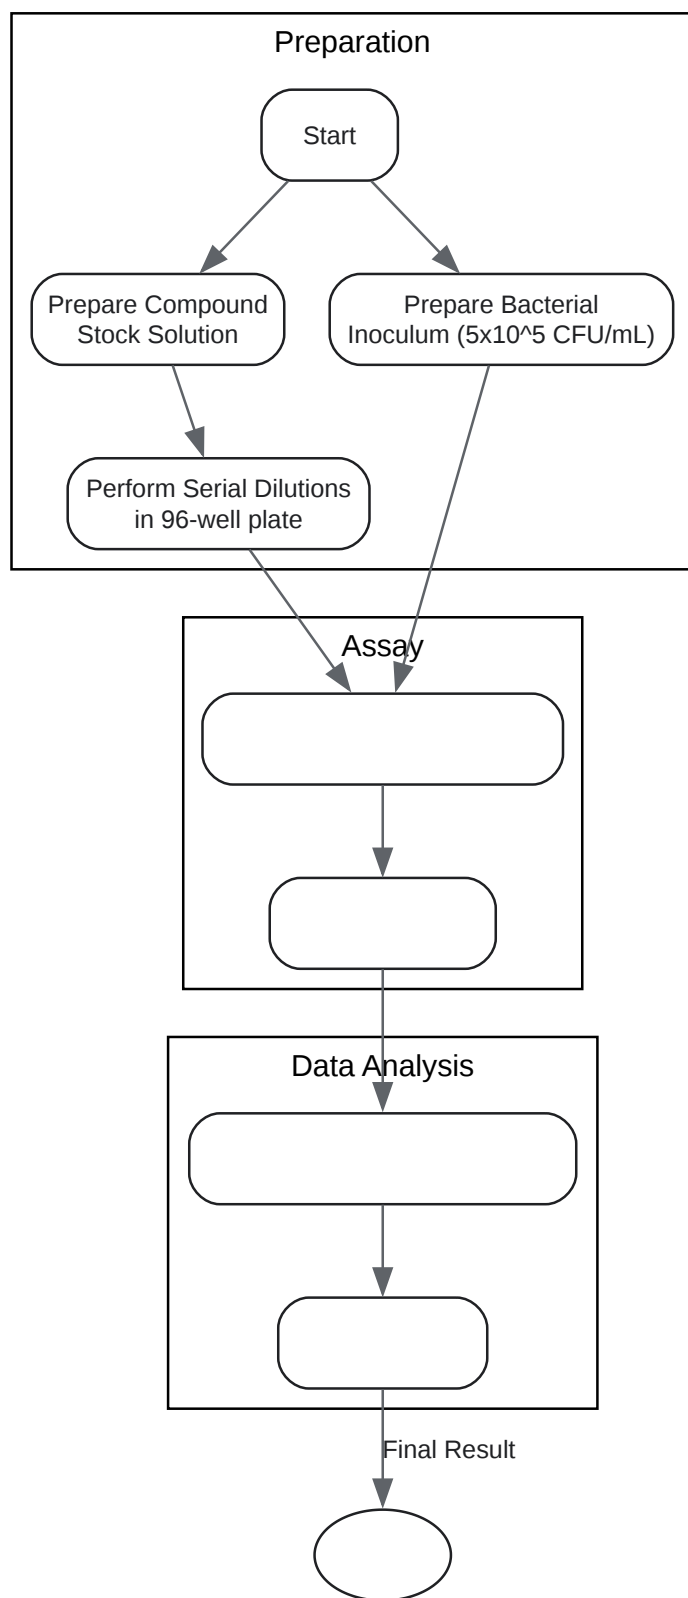 Preparation
Start
Prepare Compound
Stock Solution
Prepare Bacterial
Inoculum (5x10^5 CFU/mL)
Perform Serial Dilutions
in 96-well plate
Assay
Data Analysis
Final Result